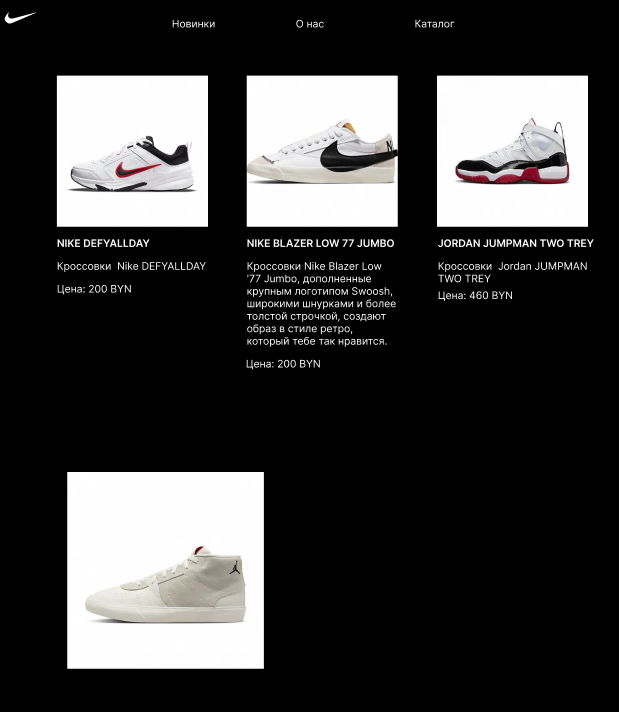 Новинки
О нас
Каталог
NIKE DEFYALLDAY
Кроссовки  Nike DEFYALLDAY
Цена: 200 BYN
NIKE BLAZER LOW 77 JUMBO
Кроссовки Nike Blazer Low
'77 Jumbo, дополненные
крупным логотипом Swoosh,
широкими шнурками и более
толстой строчкой, создают
образ в стиле ретро,
который тебе так нравится.
Цена: 200 BYN
JORDAN JUMPMAN TWO TREY
Кроссовки  Jordan JUMPMAN
TWO TREY
Цена: 460 BYN